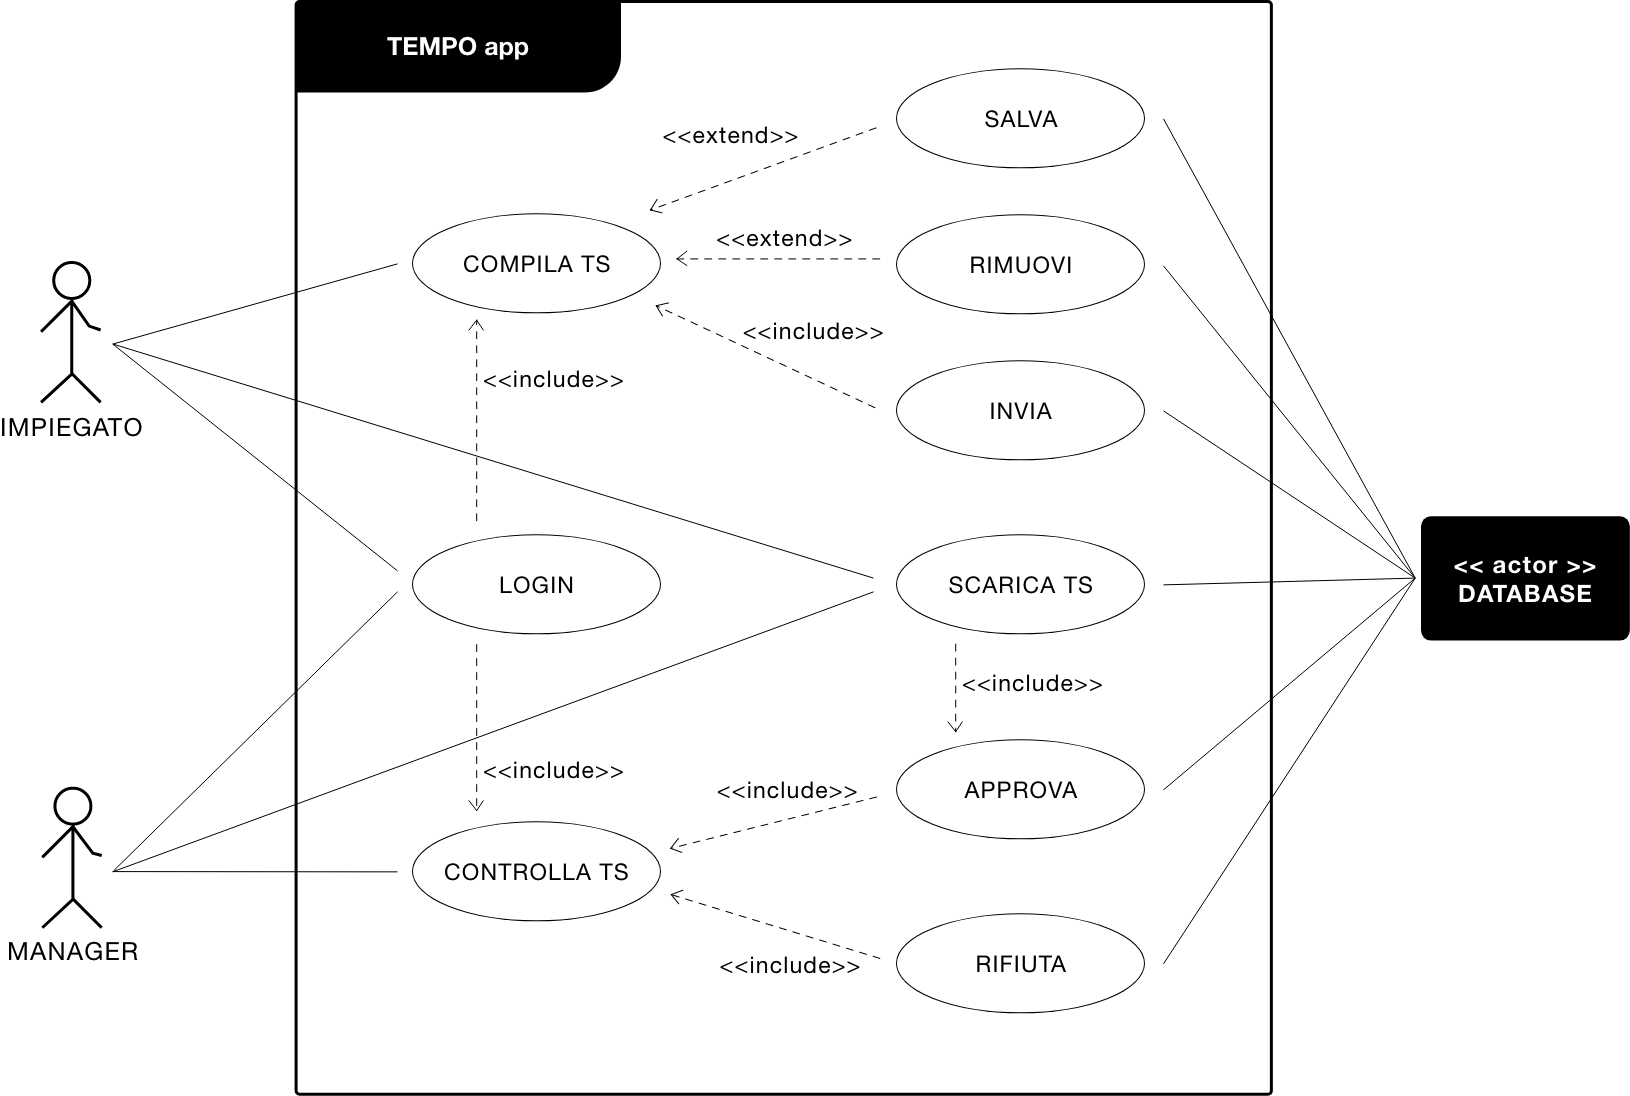 TEMPO app
SALVA
<<extend>>
COMPILA TS
<<extend>>
RIMUOVI
<<include>>
<<include>>
INVIA
IMPIEGATO
LOGIN
SCARICA TS
<< actor >>
DATABASE
<<include>>
<<include>>
<<include>>
APPROVA
CONTROLLA TS
MANAGER
<<include>>
RIFIUTA